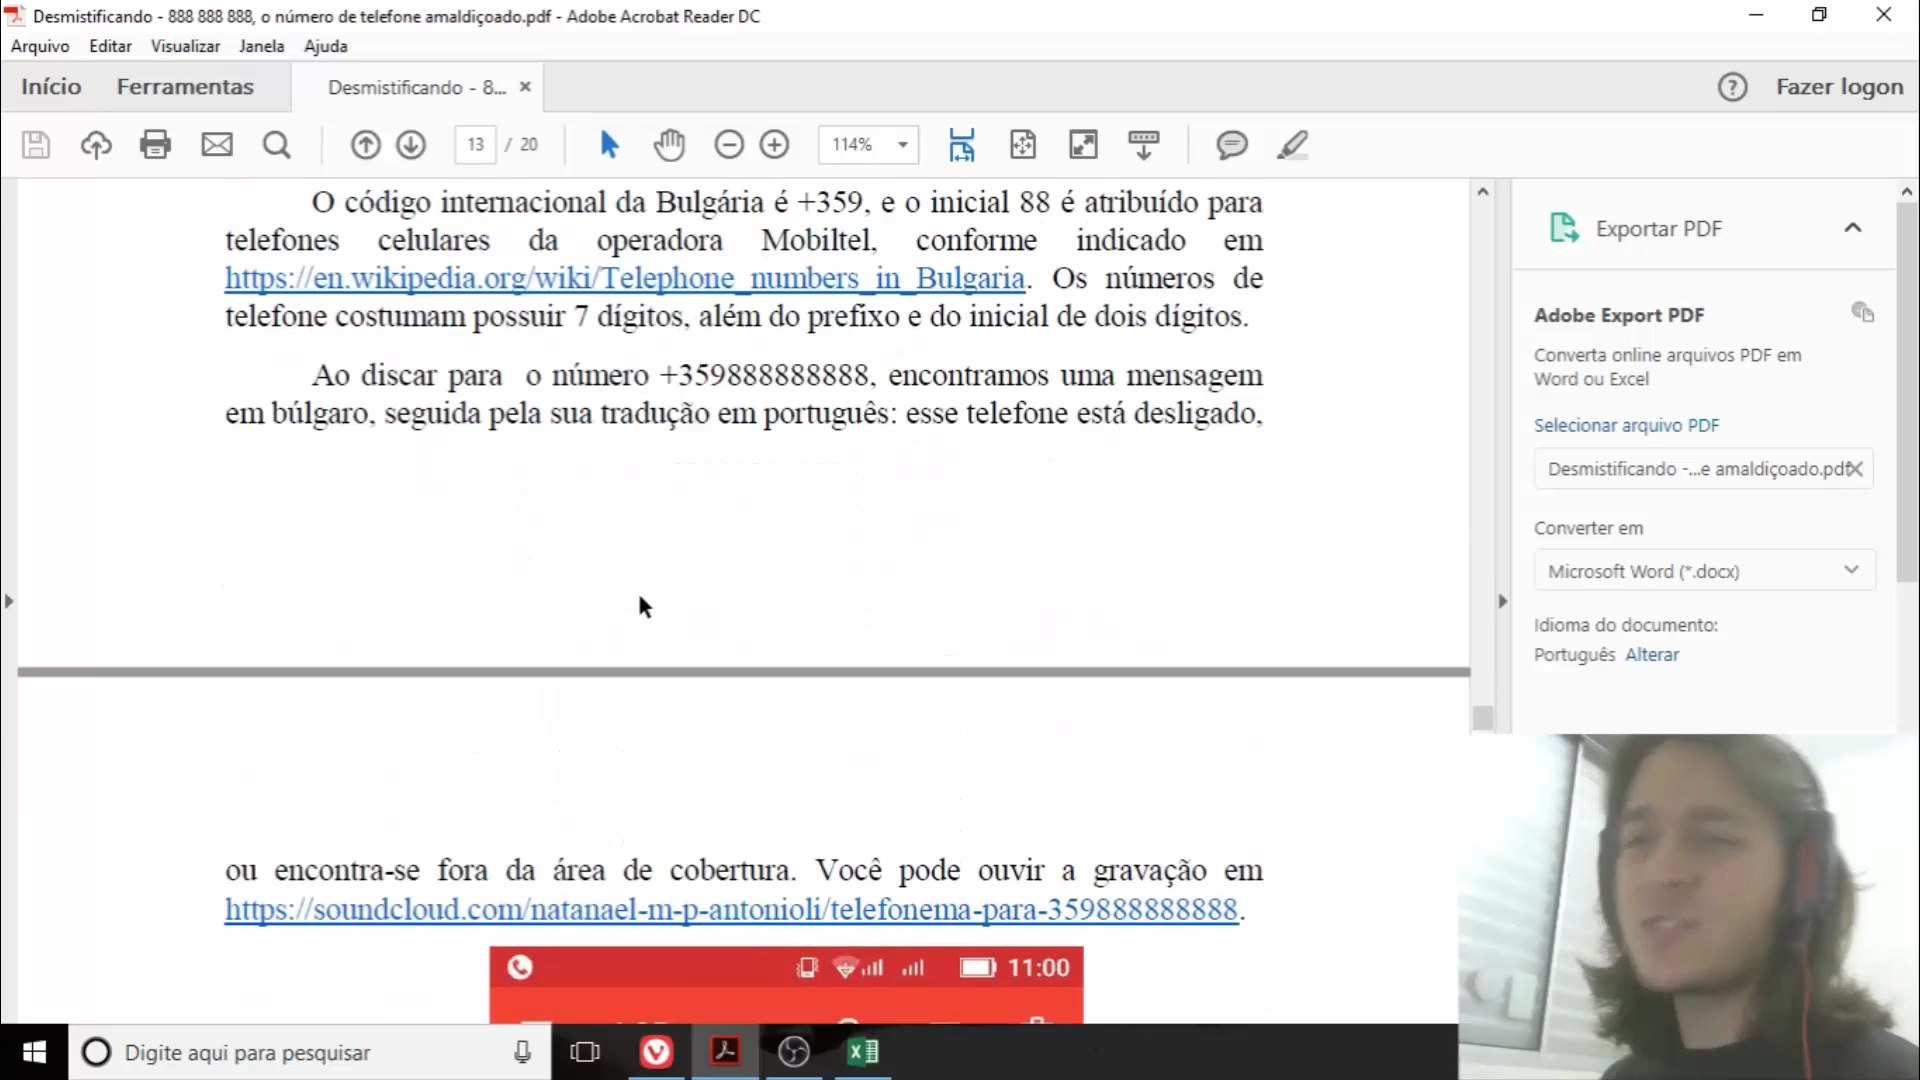 Desmistificando - 888 888 888, o número de telefone amaldiçoado.pdf - Adobe Acrobat Reader DC
Arquivo Editar Visualizar Janela Ajuda
Início Ferramentas Desmistificando - 8... × Fazer logon
13 / 20 114%
O código internacional da Bulgária é +359, e o inicial 88 é atribuído para
telefones celulares da operadora Mobiltel, conforme indicado em
https://en.wikipedia.org/wiki/Telephone_numbers_in_Bulgaria. Os números de
telefone costumam possuir 7 dígitos, além do prefixo e do inicial de dois dígitos.
Ao discar para o número +359888888888, encontramos uma mensagem
em búlgaro, seguida pela sua tradução em português: esse telefone está desligado,
ou encontra-se fora da área de cobertura. Você pode ouvir a gravação em
https://soundcloud.com/natanael-m-p-antonioli/telefonema-para-359888888888.
11:00
Exportar PDF
Adobe Export PDF
Converta online arquivos PDF em
Word ou Excel
Selecionar arquivo PDF
Desmistificando -...e amaldiçoado.pdf
Converter em
Microsoft Word (*.docx)
Idioma do documento:
Português Alterar
Digite aqui para pesquisar